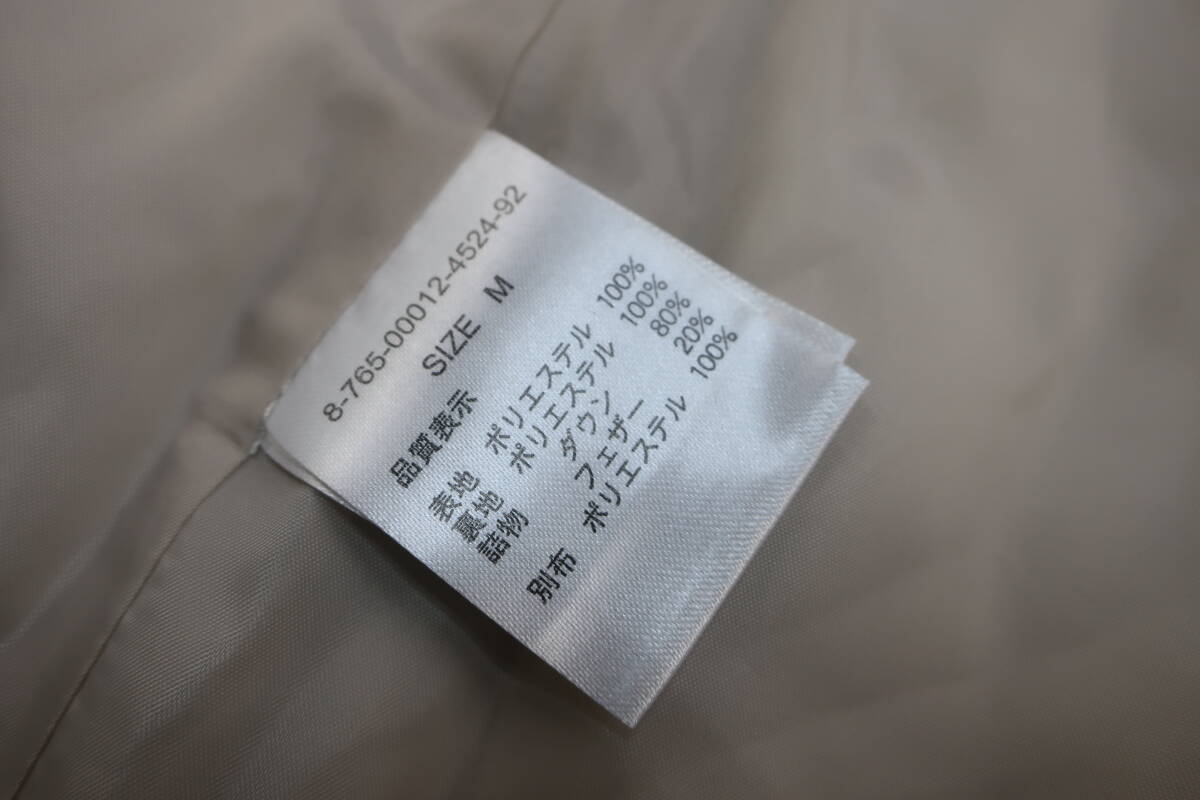 8-765-00012-4524-92
SIZE M
品質表示
表地 ポリエステル 100%
裏地 ポリエステル 100%
詰物 ダウン 80%
フェザー 20%
別布 ポリエステル 100%